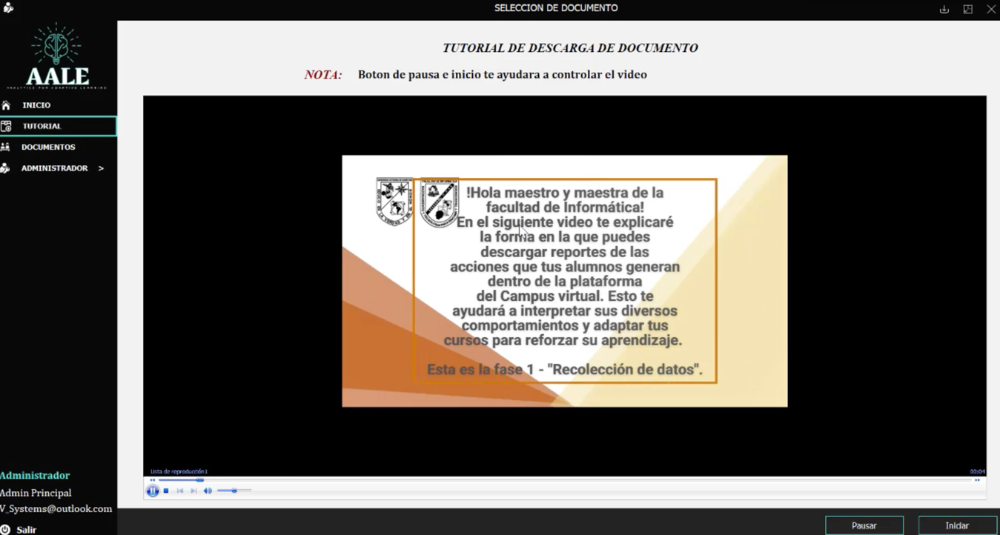 SELECCION DE DOCUMENTO
AALE
ANALYTICS FOR ADAPTIVE LEARNING
INICIO
TUTORIAL
DOCUMENTOS
ADMINISTRADOR >
Administrador
Admin Principal
V_Systems@outlook.com
Salir
TUTORIAL DE DESCARGA DE DOCUMENTO
NOTA: Boton de pausa e inicio te ayudara a controlar el video
!Hola maestro y maestra de la
facultad de Informática!
En el siguiente video te explicaré
la forma en la que puedes
descargar reportes de las
acciones que tus alumnos generan
dentro de la plataforma
del Campus virtual. Esto te
ayudará a interpretar sus diversos
comportamientos y adaptar tus
cursos para reforzar su aprendizaje.
Esta es la fase 1 - "Recolección de datos".
Lista de reproducción1
00:04
Pausar
Iniciar